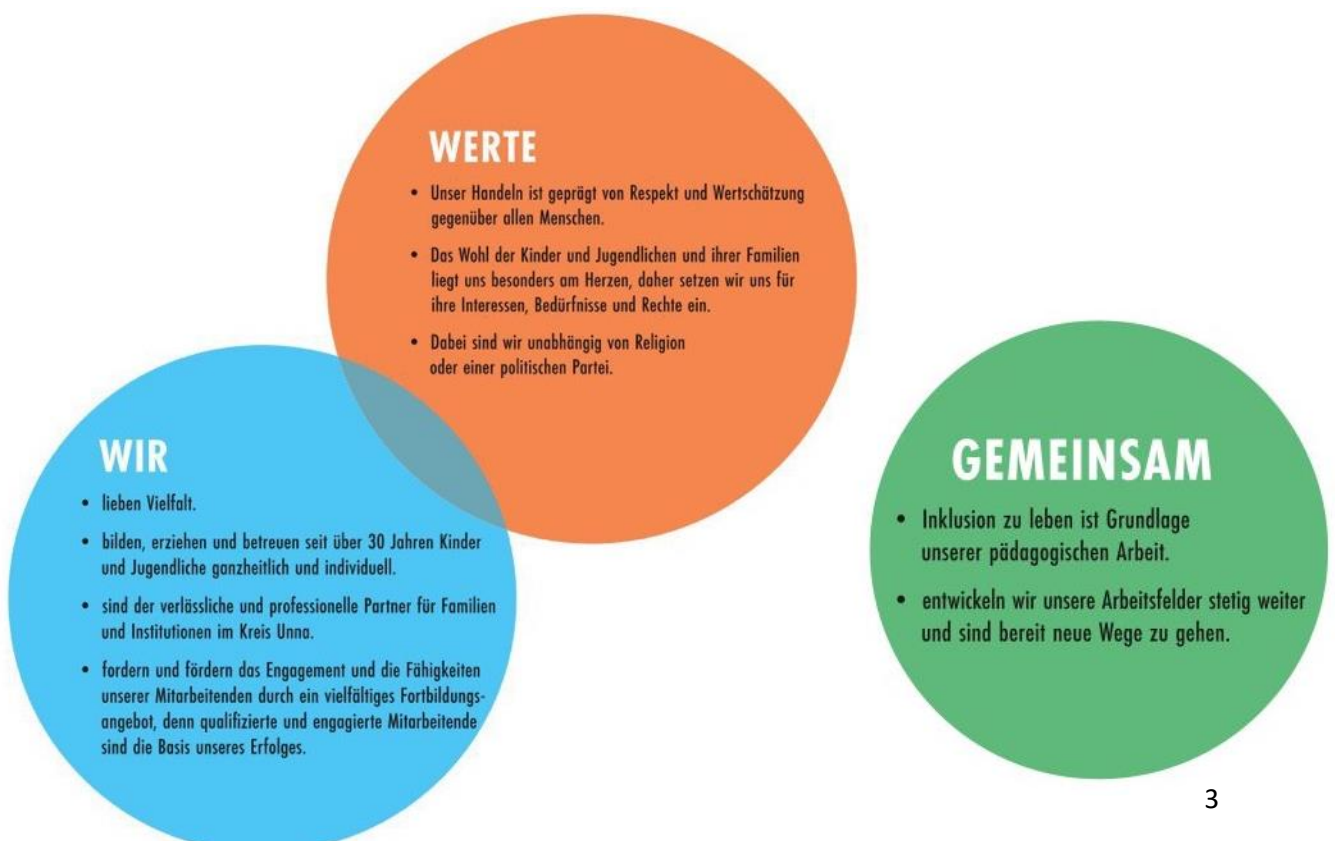 WERTE
• Unser Handeln ist geprägt von Respekt und Wertschätzung
gegenüber allen Menschen.
• Das Wohl der Kinder und Jugendlichen und ihrer Familien
liegt uns besonders am Herzen, daher setzen wir uns für
ihre Interessen, Bedürfnisse und Rechte ein.
• Dabei sind wir unabhängig von Religion
oder einer politischen Partei.
WIR
• lieben Vielfalt.
• bilden, erziehen und betreuen seit über 30 Jahren Kinder
und Jugendliche ganzheitlich und individuell.
• sind der verlässliche und professionelle Partner für Familien
und Institutionen im Kreis Unna.
• fordern und fördern das Engagement und die Fähigkeiten
unserer Mitarbeitenden durch ein vielfältiges Fortbildungs-
angebot, denn qualifizierte und engagierte Mitarbeitende
sind die Basis unseres Erfolges.
GEMEINSAM
• Inklusion zu leben ist Grundlage
unserer pädagogischen Arbeit.
• entwickeln wir unsere Arbeitsfelder stetig weiter
und sind bereit neue Wege zu gehen.
3